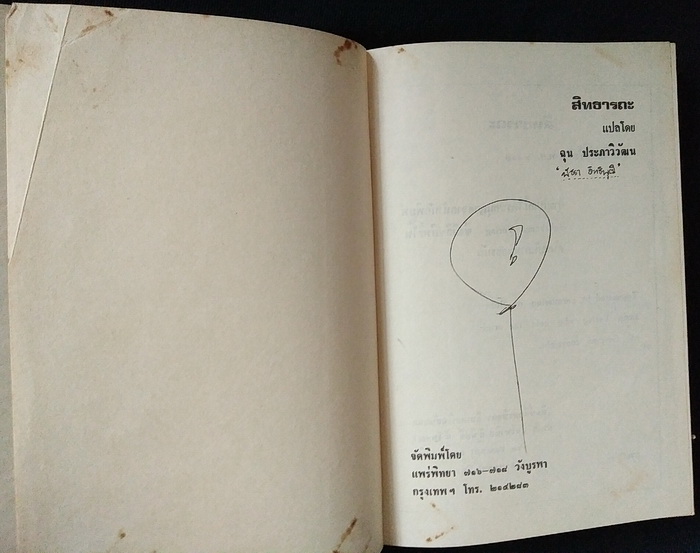 สิทธารถะ
แปลโดย
ฉุน ประภาวิวัฒน
จัดพิมพ์โดย
แพร่พิทยา ๗๑๖-๗๑๘ วังบูรพา
กรุงเทพฯ โทร. ๒๑๔๒๘๓